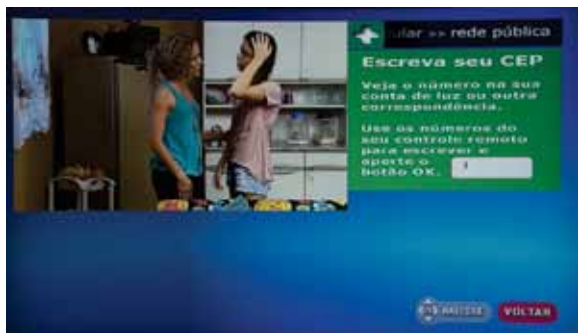 ular »» rede pública
Escreva seu CEP
Veja o número na sua
conta de luz ou outra
correspondência.
Use os números do
seu controle remoto
para escrever e
aperte o
botão OK.
VOLTAR